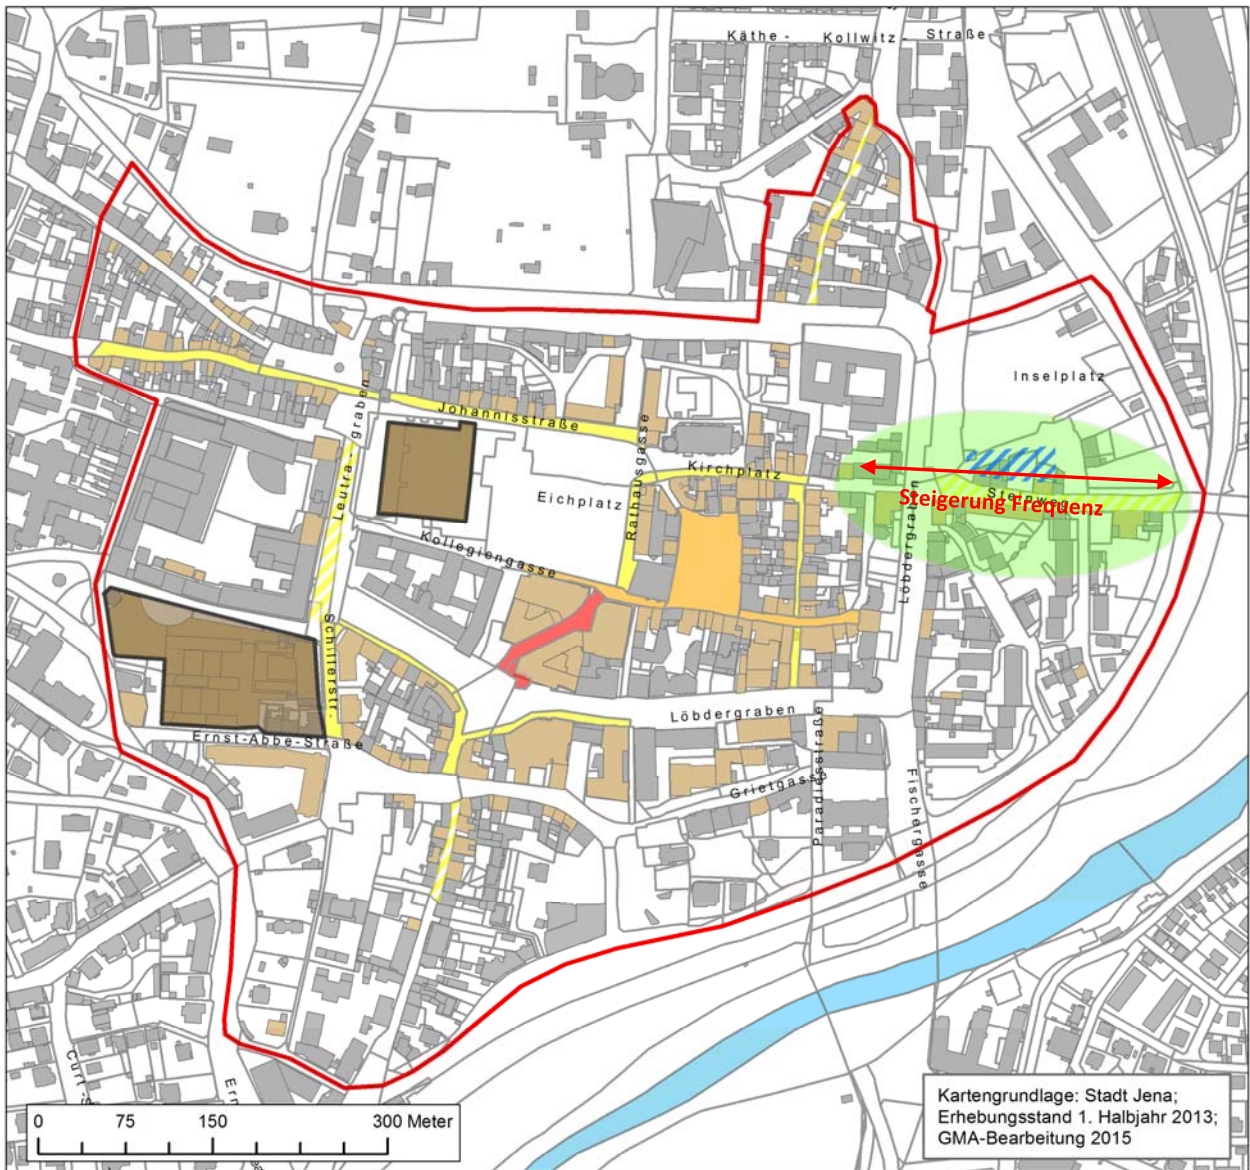 Käthe - Kollwitz - Straße
Inselplatz
Leutra - graben
Johannisstraße
Rathausgasse
Kirchplatz
Eichplatz
Steinweg
Steigerung Frequenz
Löbdergraben
Kollegiengasse
Schillerstr.
Löbdergraben
Ernst-Abbe-Straße
Paradiesstraße
Grietgasse
Fischergasse
0 75 150 300 Meter
Kartengrundlage: Stadt Jena;
Erhebungsstand 1. Halbjahr 2013;
GMA-Bearbeitung 2015